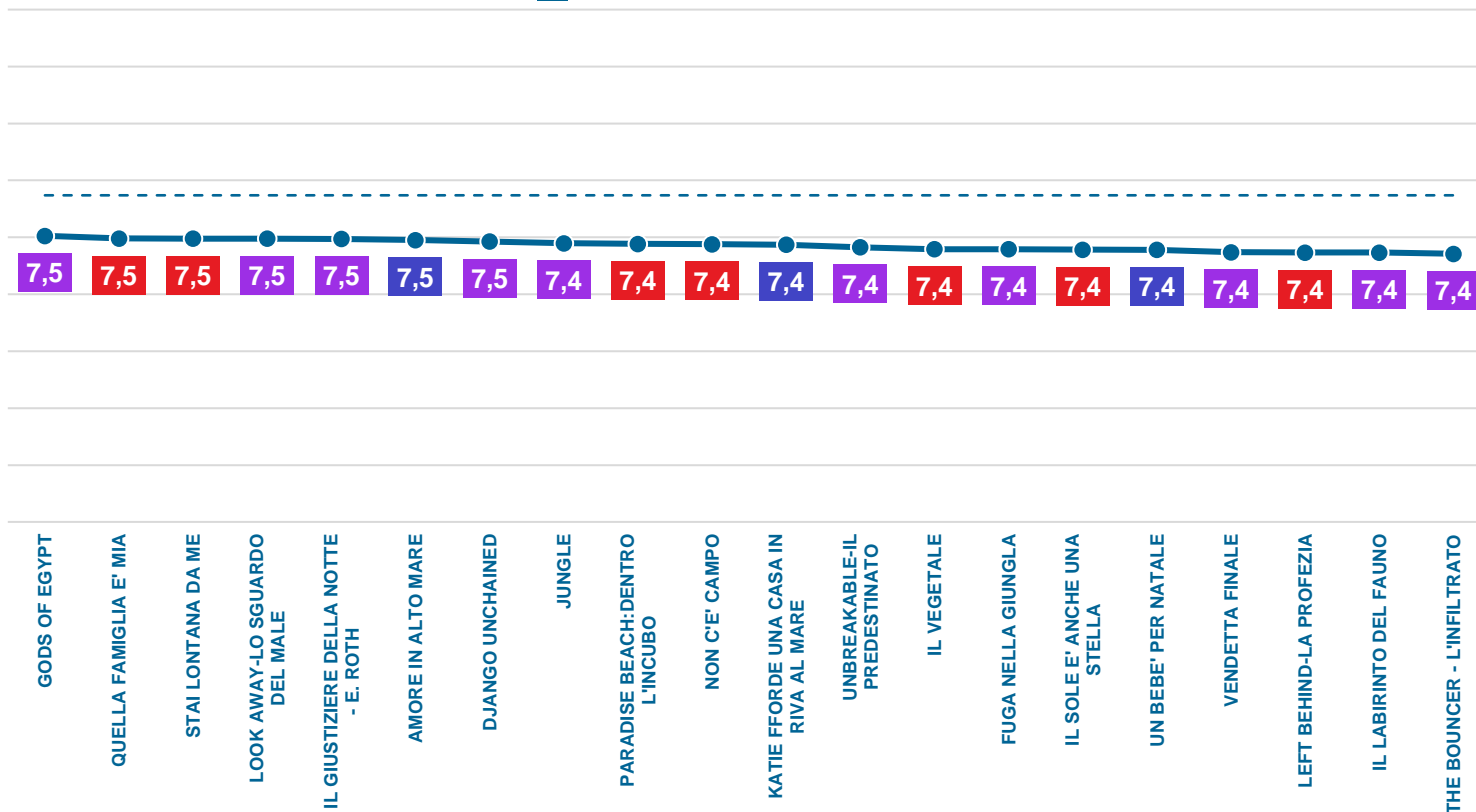 7,5
7,5
7,5
7,5
7,5
7,5
7,5
7,4
7,4
7,4
7,4
7,4
7,4
7,4
7,4
7,4
7,4
7,4
7,4
7,4
GODS OF EGYPT
QUELLA FAMIGLIA E' MIA
STAI LONTANA DA ME
LOOK AWAY-LO SGUARDO
DEL MALE
IL GIUSTIZIERE DELLA NOTTE
- E. ROTH
AMORE IN ALTO MARE
DJANGO UNCHAINED
JUNGLE
PARADISE BEACH:DENTRO
L'INCUBO
NON C'E' CAMPO
KATIE FFORDE UNA CASA IN
RIVA AL MARE
UNBREAKABLE-IL
PREDESTINATO
IL VEGETALE
FUGA NELLA GIUNGLA
IL SOLE E' ANCHE UNA
STELLA
UN BEBE' PER NATALE
VENDETTA FINALE
LEFT BEHIND-LA PROFEZIA
IL LABIRINTO DEL FAUNO
THE BOUNCER - L'INFILTRATO